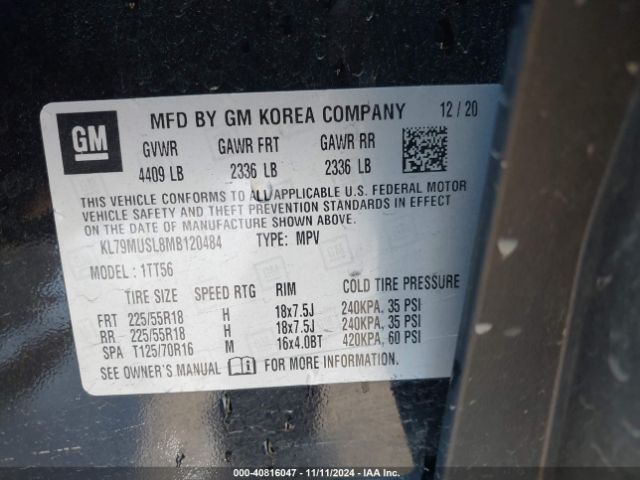 GM
MFD BY GM KOREA COMPANY 12 / 20
GVWR GAWR FRT GAWR RR
4409 LB 2336 LB 2336 LB
THIS VEHICLE CONFORMS TO ALL APPLICABLE U.S. FEDERAL MOTOR
VEHICLE SAFETY AND THEFT PREVENTION STANDARDS IN EFFECT
ON THE DATE OF MANUFACTURE SHOWN ABOVE.
KL79MUSL8MB120484 TYPE: MPV
MODEL : 1TT56
TIRE SIZE SPEED RTG RIM COLD TIRE PRESSURE
FRT 225/55R18 H 18x7.5J 240KPA, 35 PSI
RR 225/55R18 H 18x7.5J 240KPA, 35 PSI
SPA T125/70R16 M 16x4.0BT 420KPA, 60 PSI
SEE OWNER'S MANUAL FOR MORE INFORMATION.
000-40816047 - 11/11/2024 - IAA Inc.